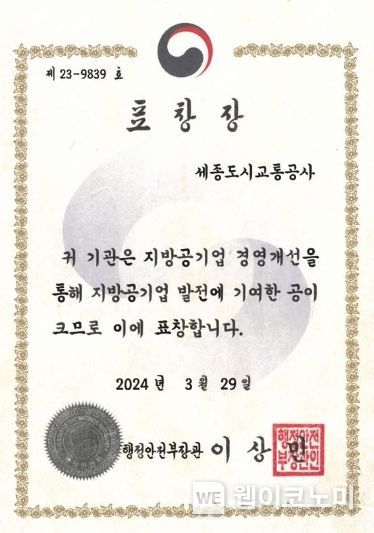 제 23-9839 호
표 창 장
세종도시교통공사
귀 기관은 지방공기업 경영개선을
통해 지방공기업 발전에 기여한 공이
크므로 이에 표창합니다.
2024 년 3 월 29 일
행정안전부장관 이 상 민
행정안전
부장관인
WE 웹이코노미